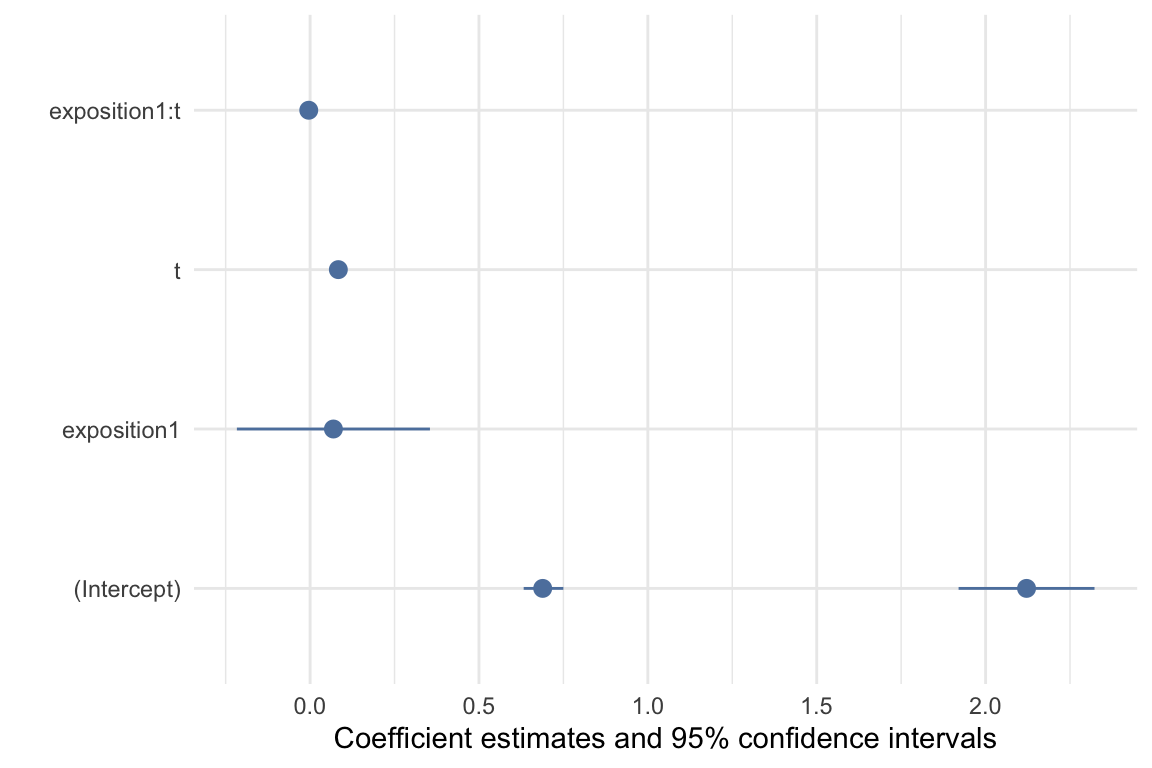 exposition1:t
t
exposition1
(Intercept)
0.0 0.5 1.0 1.5 2.0
Coefficient estimates and 95% confidence intervals